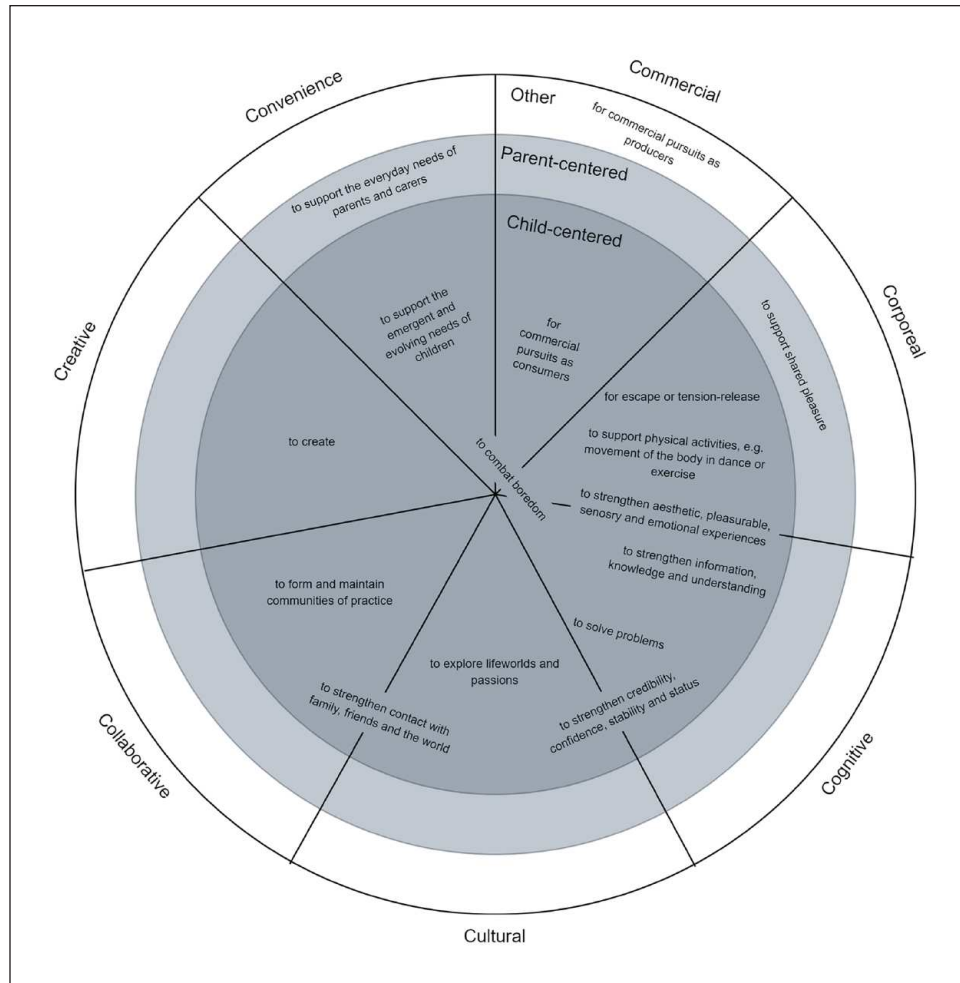 Convenience
Commercial
Other
for commercial pursuits as
producers
Parent-centered
to support the everyday needs of
parents and carers
Child-centered
Creative
Corporeal
to support the
emergent and
evolving needs of
children
for
commercial
pursuits as
consumers
to support shared pleasure
for escape or tension-release
to create
to combat boredom
to support physical activities, e.g.
movement of the body in dance or
exercise
to strengthen aesthetic, pleasurable,
senosry and emotional experiences
to strengthen information,
knowledge and understanding
to form and maintain
communities of practice
to solve problems
to explore lifeworlds and
passions
to strengthen contact with
family, friends and the world
to strengthen credibility,
confidence, stability and status
Collaborative
Cognitive
Cultural